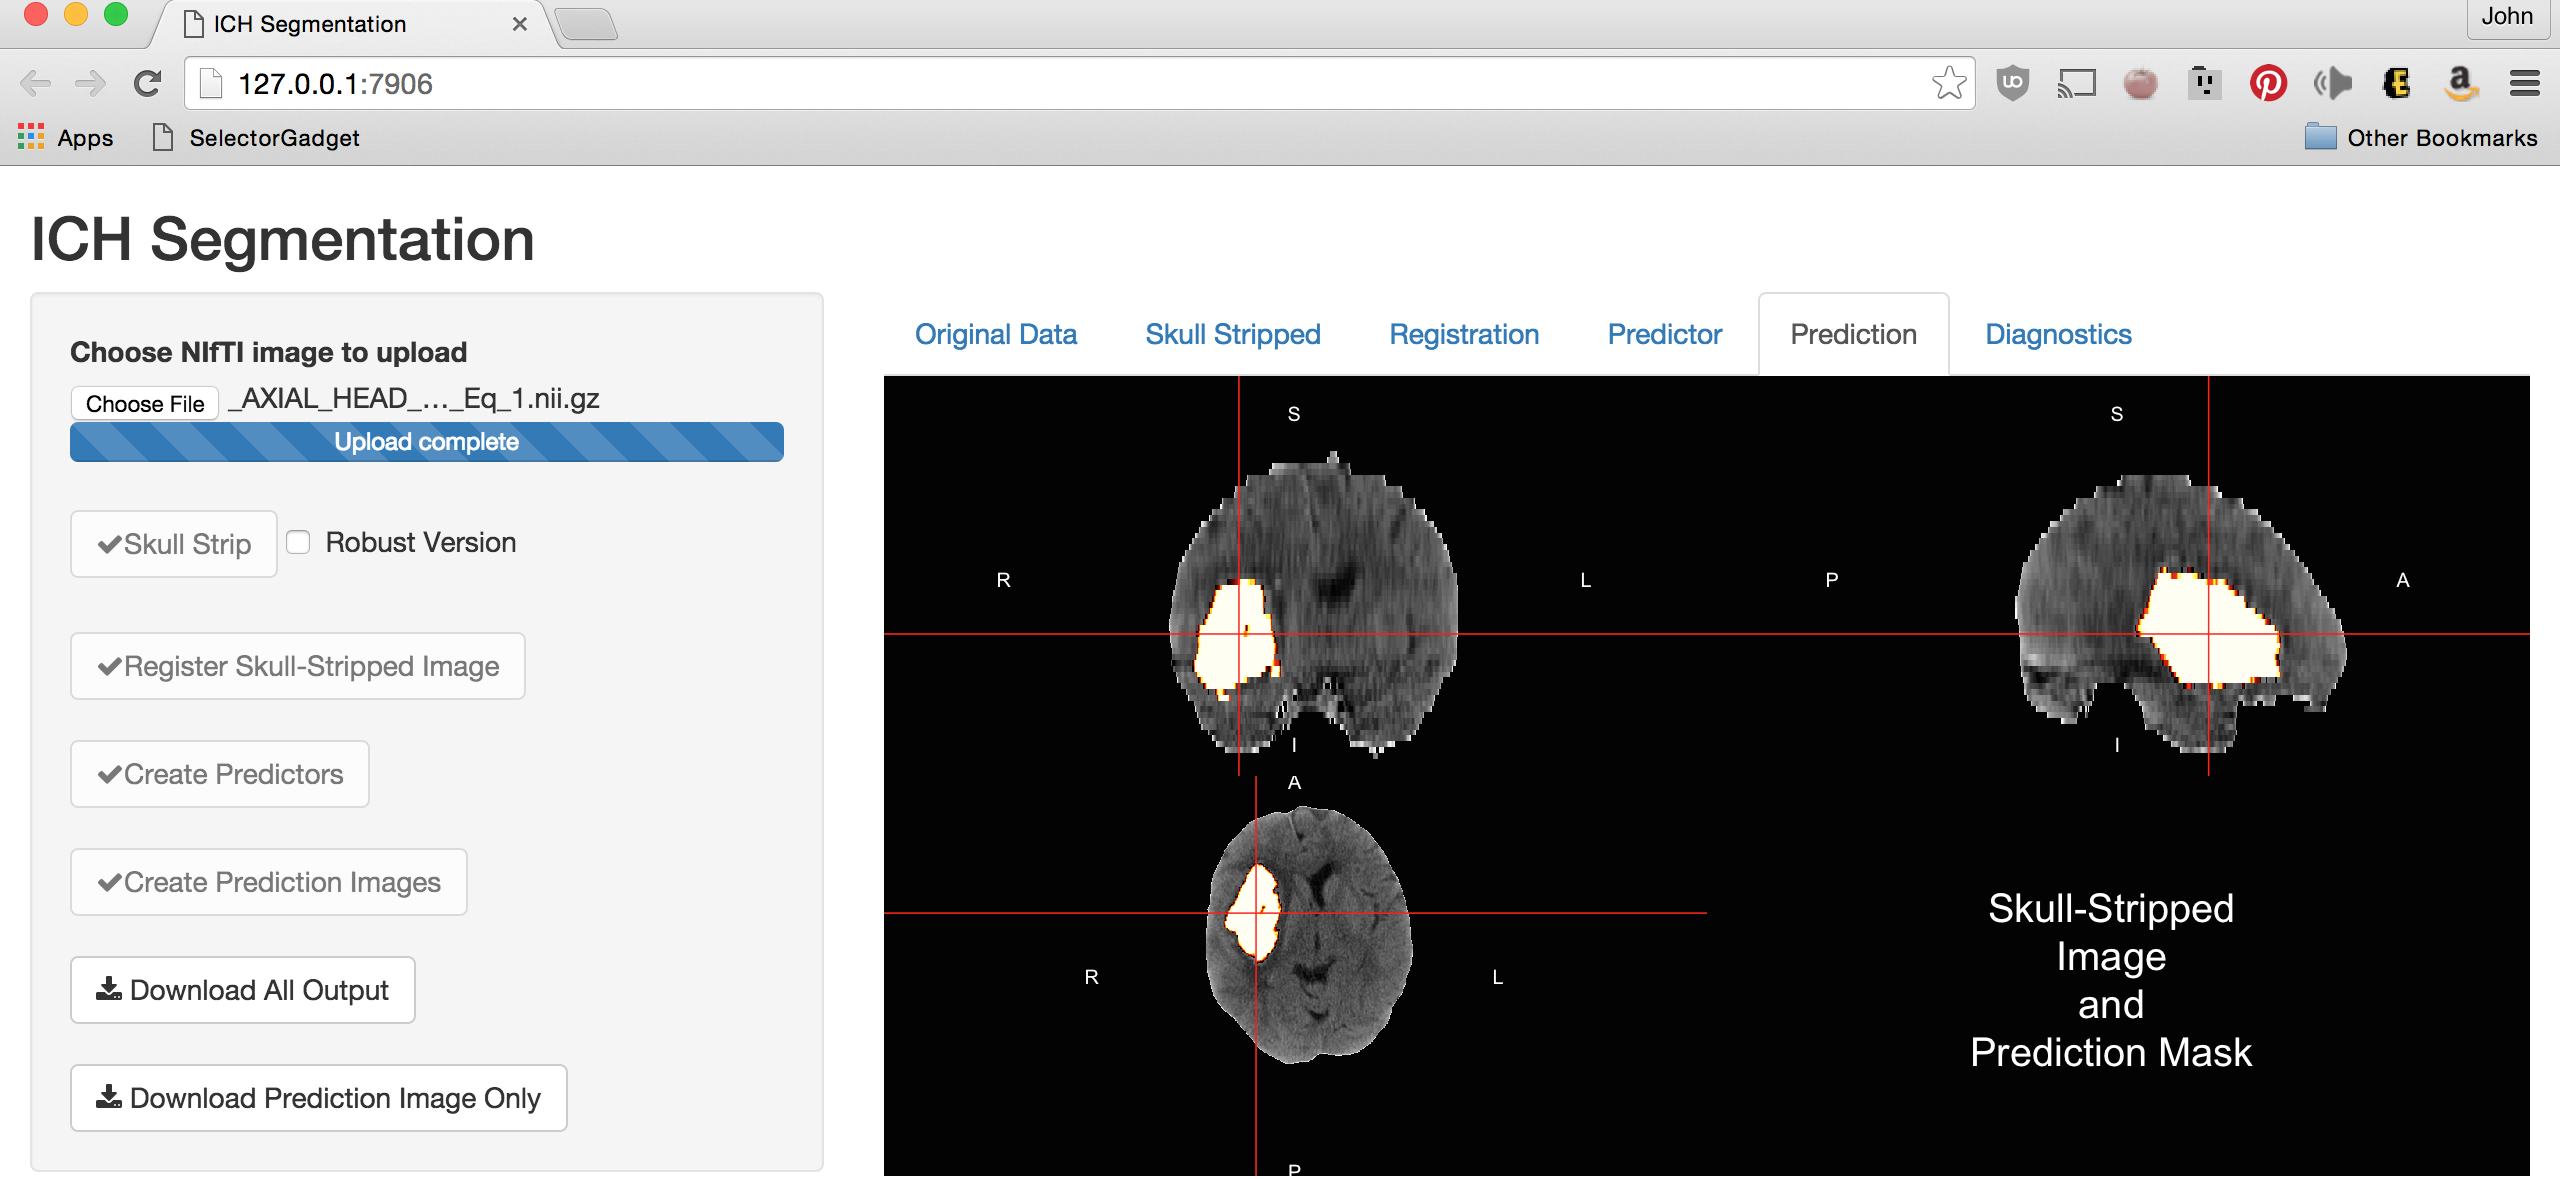 ICH Segmentation
John
127.0.0.1:7906
Apps
SelectorGadget
Other Bookmarks
ICH Segmentation
Choose NIfTI image to upload
Choose File _AXIAL_HEAD_..._Eq_1.nii.gz
Upload complete
Skull Strip
Robust Version
Register Skull-Stripped Image
Create Predictors
Create Prediction Images
Download All Output
Download Prediction Image Only
Original Data
Skull Stripped
Registration
Predictor
Prediction
Diagnostics
S
R
L
I
S
P
A
I
A
R
L
P
Skull-Stripped
Image
and
Prediction Mask